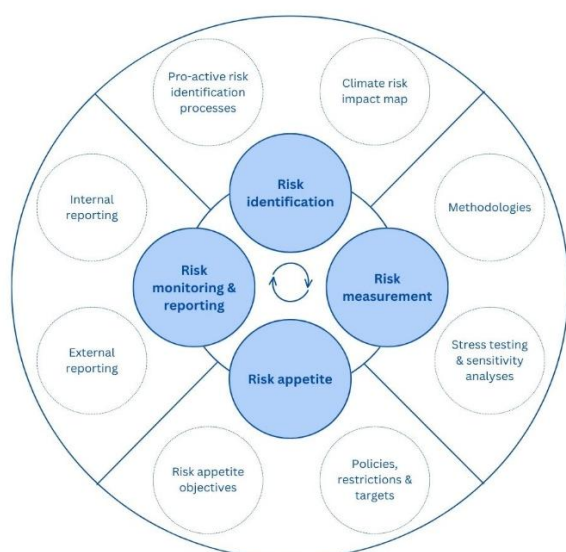 Pro-active risk
identification
processes
Climate risk
impact map
Risk
identification
Internal
reporting
Methodologies
Risk
monitoring &
reporting
Risk
measurement
External
reporting
Stress testing
& sensitivity
analyses
Risk appetite
Risk appetite
objectives
Policies,
restrictions &
targets